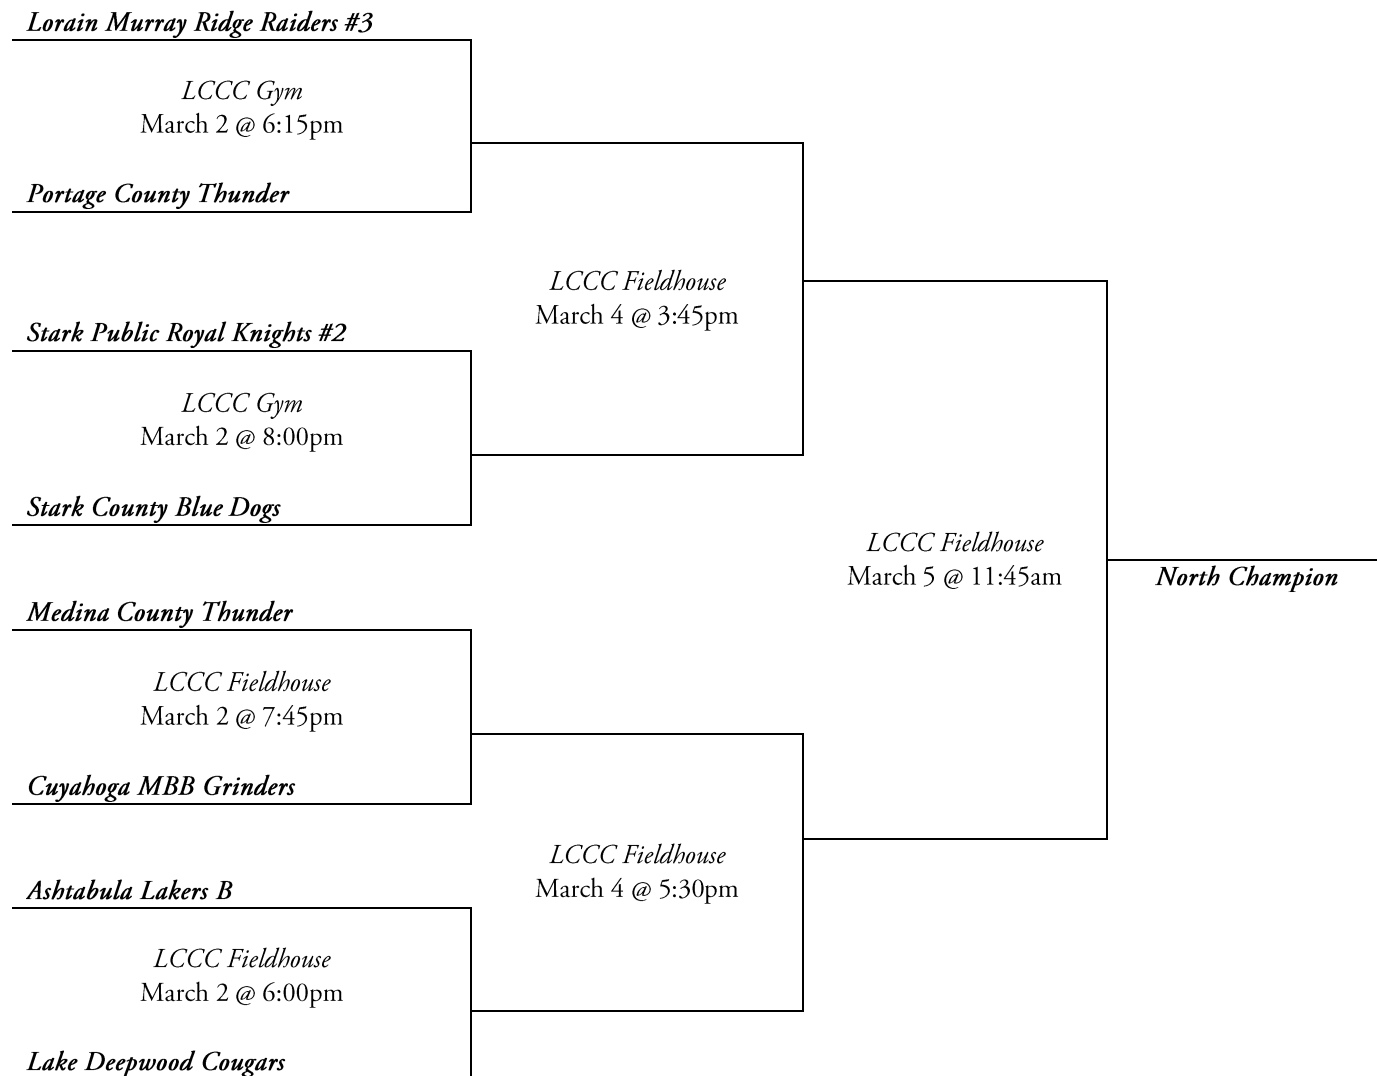 Lorain Murray Ridge Raiders #3
LCCC Gym
March 2 @ 6:15pm
Portage County Thunder
LCCC Fieldhouse
March 4 @ 3:45pm
Stark Public Royal Knights #2
LCCC Gym
March 2 @ 8:00pm
Stark County Blue Dogs
LCCC Fieldhouse
March 5 @ 11:45am
North Champion
Medina County Thunder
LCCC Fieldhouse
March 2 @ 7:45pm
Cuyahoga MBB Grinders
LCCC Fieldhouse
March 4 @ 5:30pm
Ashtabula Lakers B
LCCC Fieldhouse
March 2 @ 6:00pm
Lake Deepwood Cougars